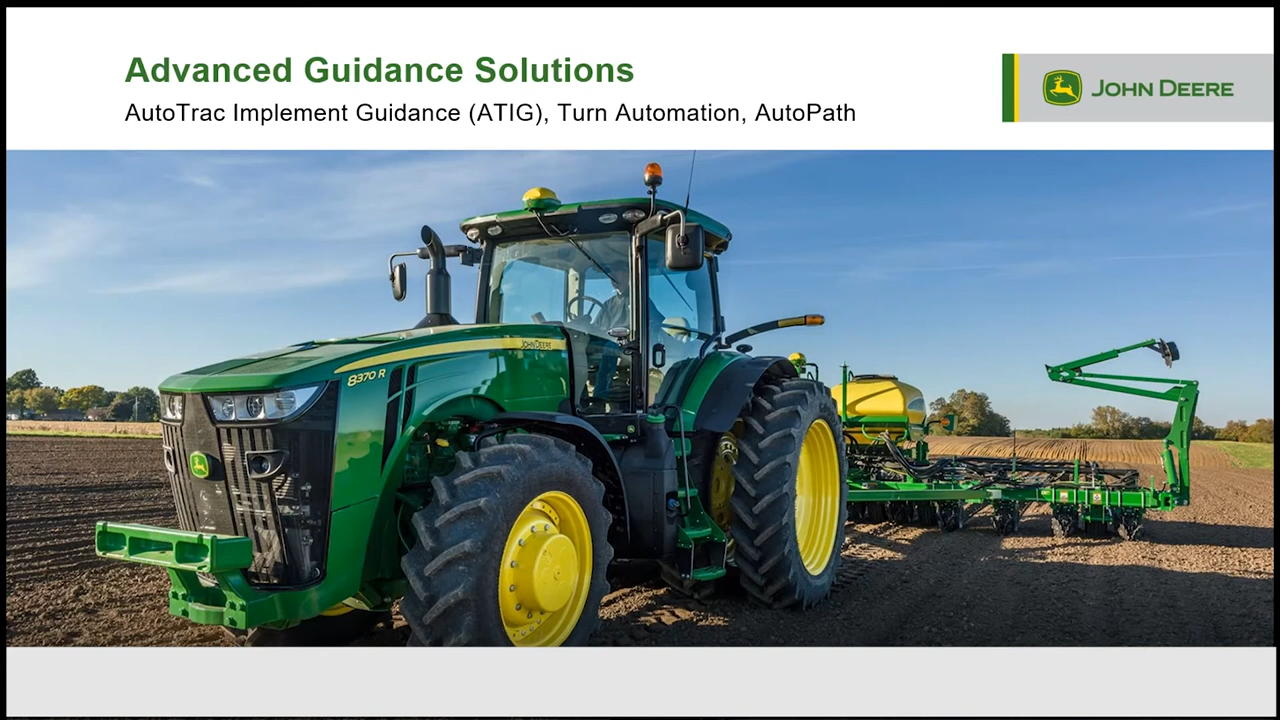 Advanced Guidance Solutions
AutoTrac Implement Guidance (ATIG), Turn Automation, AutoPath
JOHN DEERE
JOHN DEERE
8370 R